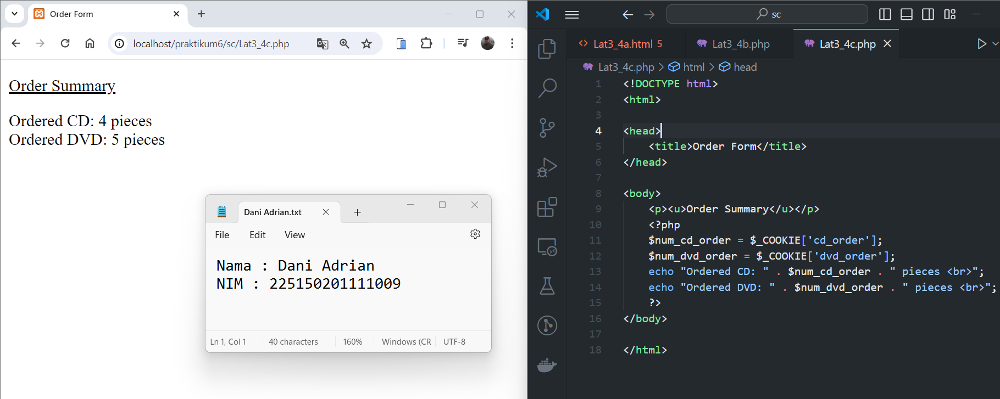 Order Form
localhost/praktikum6/sc/Lat3_4c.php
Order Summary
Ordered CD: 4 pieces
Ordered DVD: 5 pieces
Dani Adrian.txt
File Edit View
Nama : Dani Adrian
NIM : 225150201111009
Ln 1, Col 1 40 characters 160% Windows (CR UTF-8
sc
Lat3_4a.html 5 Lat3_4b.php Lat3_4c.php
Lat3_4c.php > html > head
1 <!DOCTYPE html>
2 <html>
3
4 <head>
5 <title>Order Form</title>
6 </head>
7
8 <body>
9 <p><u>Order Summary</u></p>
10 <?php
11 $num_cd_order = $_COOKIE['cd_order'];
12 $num_dvd_order = $_COOKIE['dvd_order'];
13 echo "Ordered CD: " . $num_cd_order . " pieces <br>";
14 echo "Ordered DVD: " . $num_dvd_order . " pieces <br>";
15 ?>
16 </body>
17
18 </html>